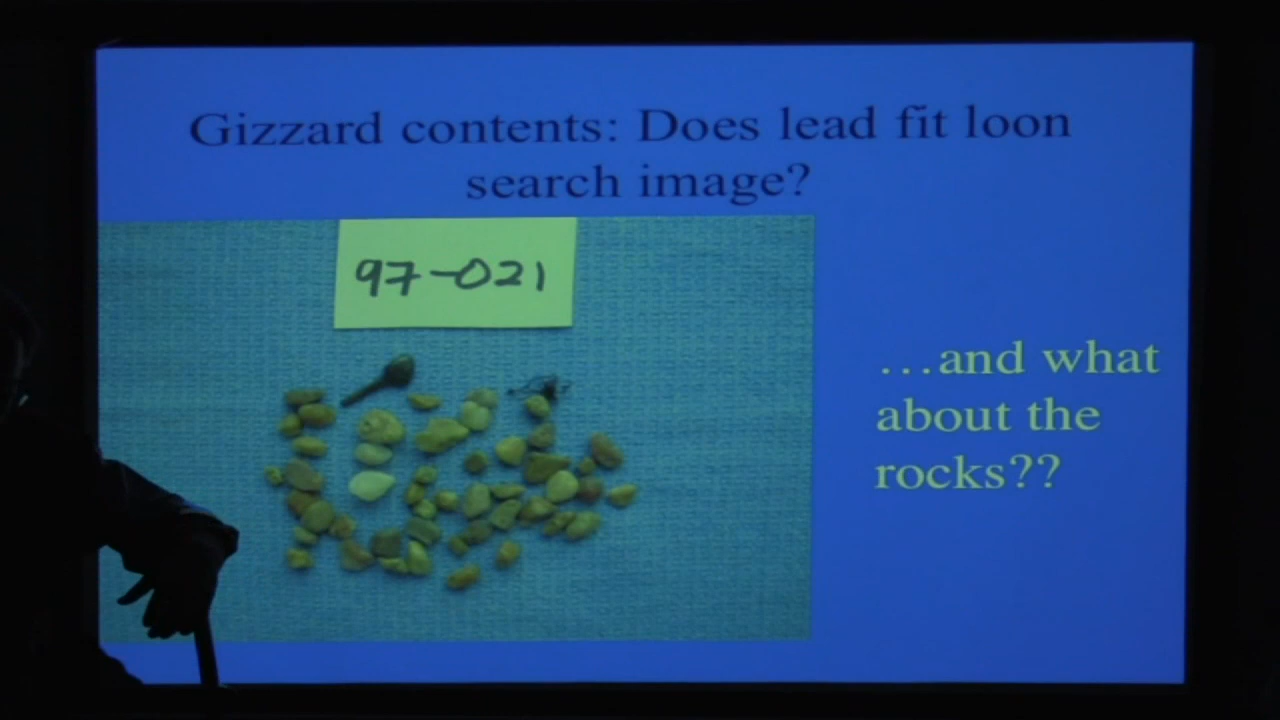 Gizzard contents: Does lead fit loon
search image?
97-021
...and what
about the
rocks??